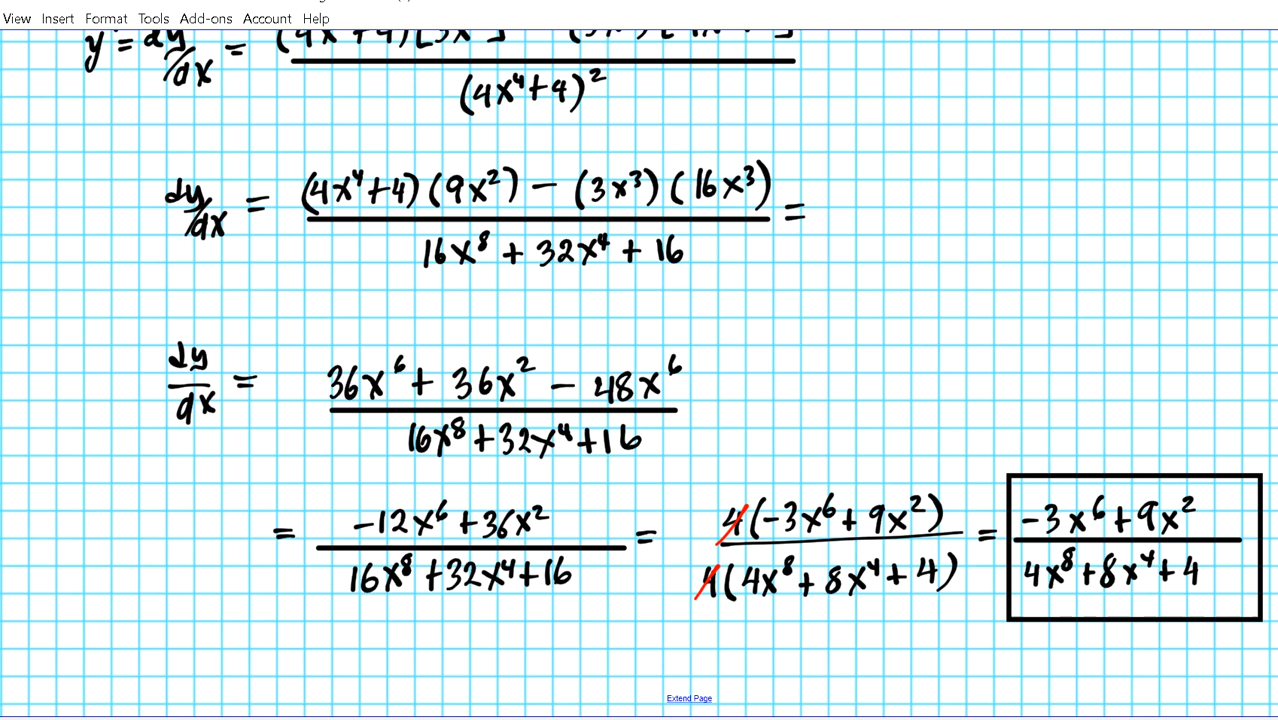 View Insert Format Tools Add-ons Account Help
y' = dy/dx =
(4x⁴+4)²
dy/dx = (4x⁴+4)(9x²) − (3x³)(16x³) / 16x⁸ + 32x⁴ + 16 =
dy/dx = 36x⁶ + 36x² − 48x⁶ / 16x⁸ + 32x⁴ + 16
= −12x⁶ + 36x² / 16x⁸ + 32x⁴ + 16 = 4(−3x⁶ + 9x²) / 4(4x⁸ + 8x⁴ + 4) = −3x⁶ + 9x² / 4x⁸ + 8x⁴ + 4
Extend Page